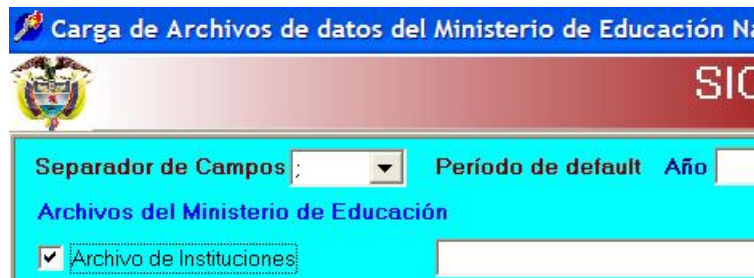 Carga de Archivos de datos del Ministerio de Educación
SIC
Separador de Campos ; Período de default Año
Archivos del Ministerio de Educación
Archivo de Instituciones